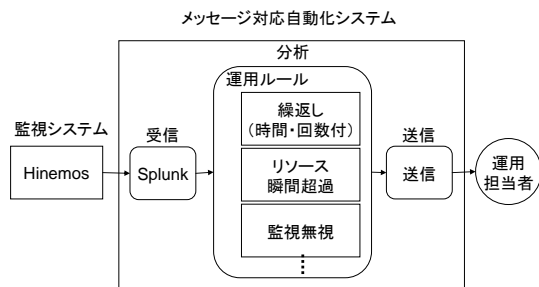 メッセージ対応自動化システム
分析
運用ルール
繰返し
(時間・回数付)
監視システム
受信
送信
Hinemos
Splunk
リソース
瞬間超過
送信
運用
担当者
監視無視